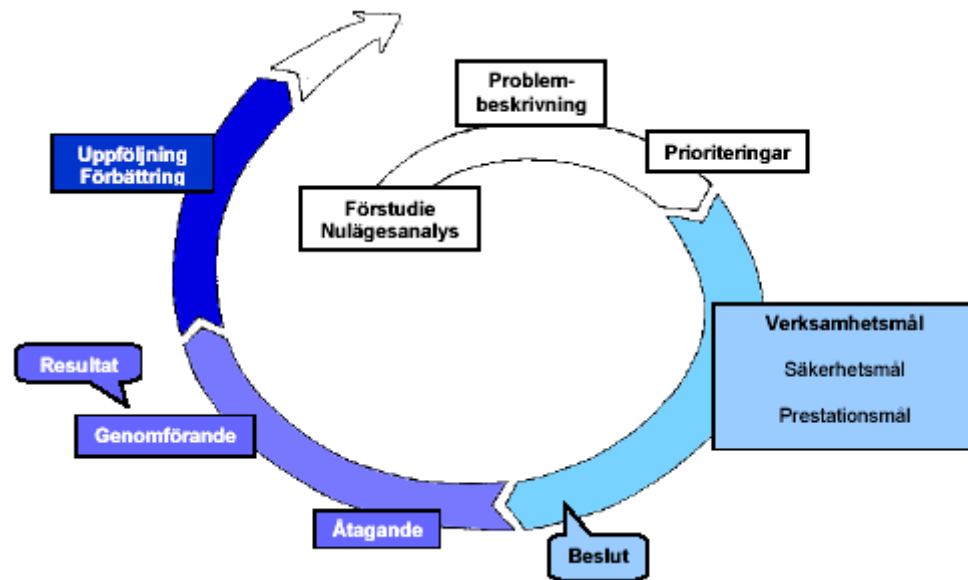 Problem-
beskrivning
Prioriteringar
Förstudie
Nulägesanalys
Uppföljning
Förbättring
Verksamhetsmål
Säkerhetsmål
Prestationsmål
Resultat
Genomförande
Åtagande
Beslut